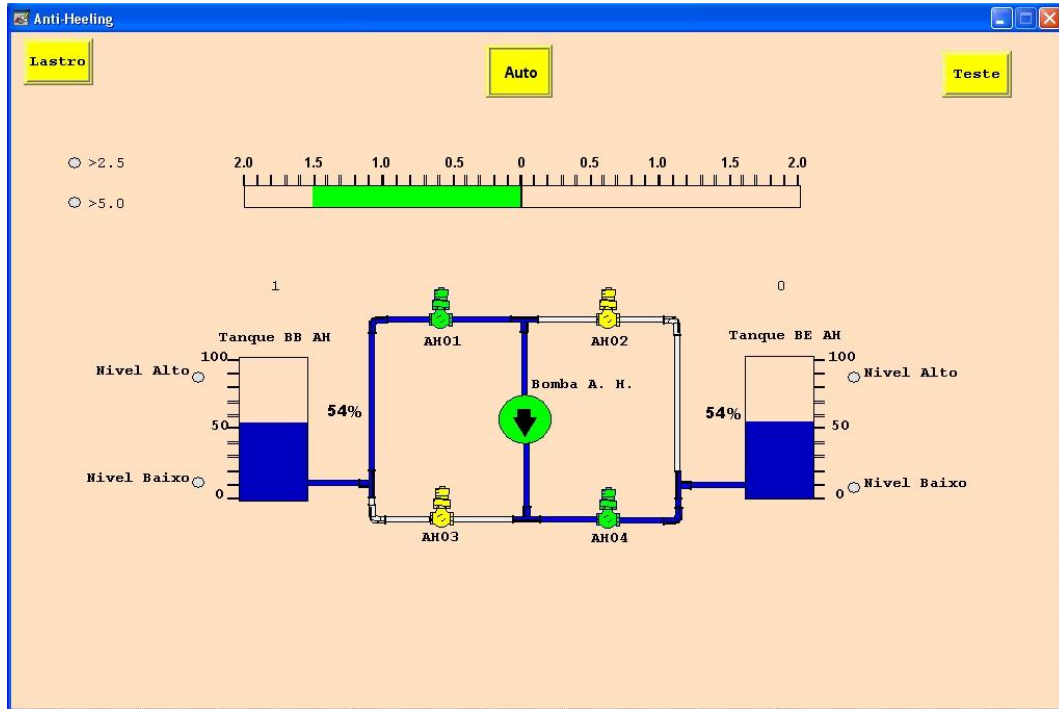 Anti-Heeling
Lastro
Auto
Teste
>2.5
2.0 1.5 1.0 0.5 0 0.5 1.0 1.5 2.0
>5.0
1
0
Tanque BB AH
AH01
AH02
Tanque BE AH
100
100
Nivel Alto
Nivel Alto
Bomba A. H.
54%
54%
50
50
Nivel Baixo
0
0
Nivel Baixo
AH03
AH04